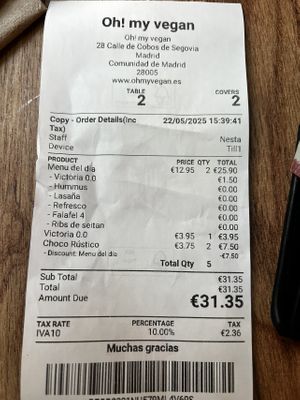 Oh! my vegan
Oh! my vegan
28 Calle de Cobos de Segovia
Madrid
Comunidad de Madrid
28005
www.ohmyvegan.es
TABLE COVERS
2 2
Copy - Order Details(Inc Tax) 22/05/2025 15:39:41
Staff Nesta
Device Till1
PRODUCT PRICE QTY TOTAL
Menu del día €12.95 2 €25.90
- Victoria 0.0 €1.50
- Hummus €0.00
- Lasaña €0.00
- Refresco €0.00
- Falafel 4 €0.00
- Ribs de seitan €0.00
Victoria 0.0 €3.95 1 €3.95
Choco Rústico €3.75 2 €7.50
- Discount: Menu del día -€7.50
Total Qty 5
Sub Total €31.35
Total €31.35
Amount Due €31.35
TAX RATE PERCENTAGE TAX
IVA10 10.00% €2.36
Muchas gracias